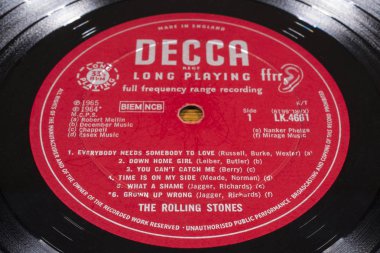 MADE IN ENGLAND
DECCA
LONG PLAYING
33 1/3
LONG PLAYING
ffrr
full frequency range recording
℗1965
℗1964*
M.C.P.S.
(a) Robert Mellin
(b) December Music
(c) Chappell
(d) Essex Music
BIEM NCB
Side
1
LK.4661
(e) Nanker Phelge
(f) Mirage Music
1. EVERYBODY NEEDS SOMEBODY TO LOVE (Russell, Burke, Wexler) (a)
2. DOWN HOME GIRL (Leiber, Butler) (b)
3. YOU CAN'T CATCH ME (Berry) (c)
4. TIME IS ON MY SIDE (Meade, Norman) (d)
5. WHAT A SHAME (Jagger, Richards) (e)
*6. GROWN UP WRONG (Jagger, Richards) (f)
THE ROLLING STONES
ALL RIGHTS OF THE MANUFACTURER AND OF THE OWNER OF THE RECORDED WORK RESERVED · UNAUTHORISED PUBLIC PERFORMANCE, BROADCASTING AND COPYING OF THIS RECORD PROHIBITED